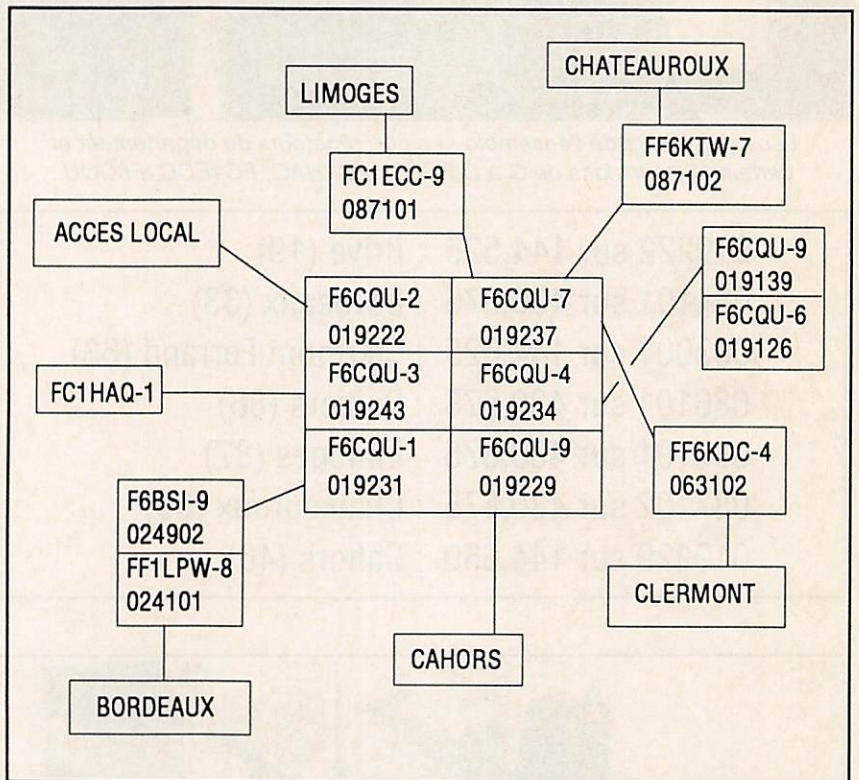 CHATEAUROUX
LIMOGES
FF6KTW-7
087102
FC1ECC-9
087101
ACCES LOCAL
F6CQU-9
019139
F6CQU-6
019126
F6CQU-2
019222
F6CQU-7
019237
FC1HAQ-1
F6CQU-3
019243
F6CQU-4
019234
F6CQU-1
019231
F6CQU-9
019229
FF6KDC-4
063102
F6BSI-9
024902
FF1LPW-8
024101
CLERMONT
CAHORS
BORDEAUX